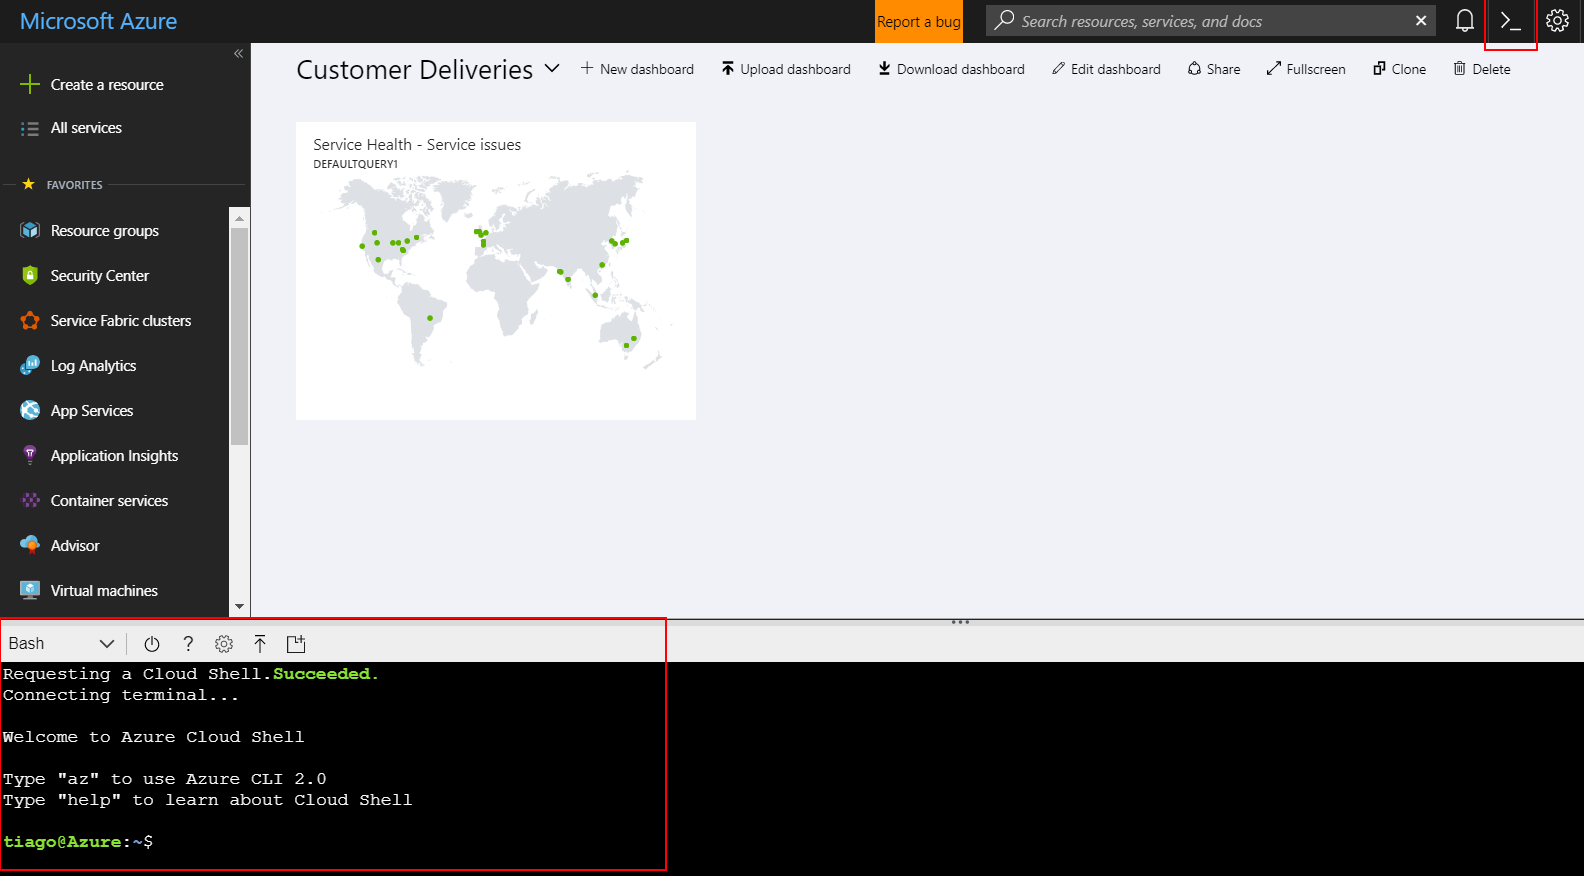 Microsoft Azure
Report a bug
Search resources, services, and docs
Create a resource
All services
FAVORITES
Resource groups
Security Center
Service Fabric clusters
Log Analytics
App Services
Application Insights
Container services
Advisor
Virtual machines
Customer Deliveries
New dashboard
Upload dashboard
Download dashboard
Edit dashboard
Share
Fullscreen
Clone
Delete
Service Health - Service issues
DEFAULTQUERY1
Bash
Requesting a Cloud Shell.Succeeded.
Connecting terminal...
Welcome to Azure Cloud Shell
Type "az" to use Azure CLI 2.0
Type "help" to learn about Cloud Shell
tiago@Azure:~$